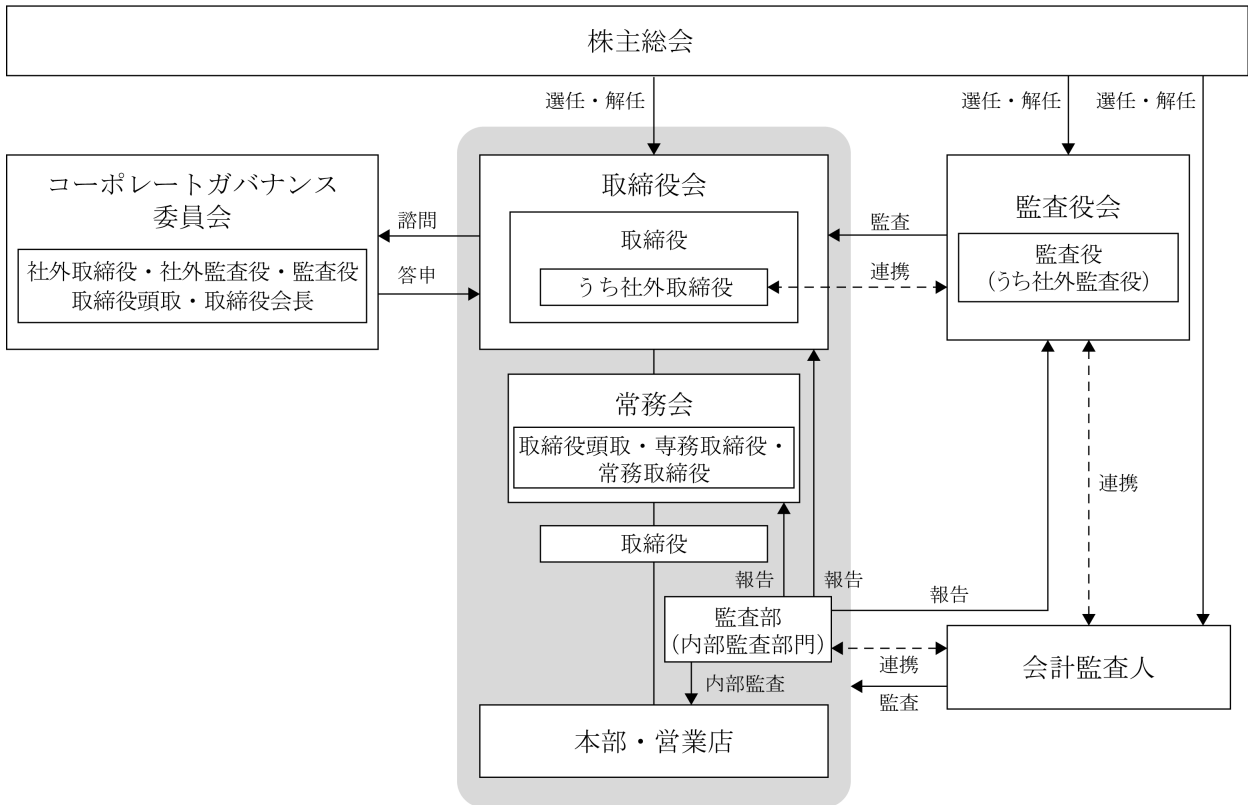 株主総会
選任・解任
選任・解任
選任・解任
コーポレートガバナンス
委員会
社外取締役・社外監査役・監査役
取締役頭取・取締役会長
諮問
答申
取締役会
取締役
うち社外取締役
監査
連携
監査役会
監査役
（うち社外監査役）
常務会
取締役頭取・専務取締役・
常務取締役
連携
取締役
報告
報告
報告
監査部
（内部監査部門）
連携
会計監査人
内部監査
監査
本部・営業店